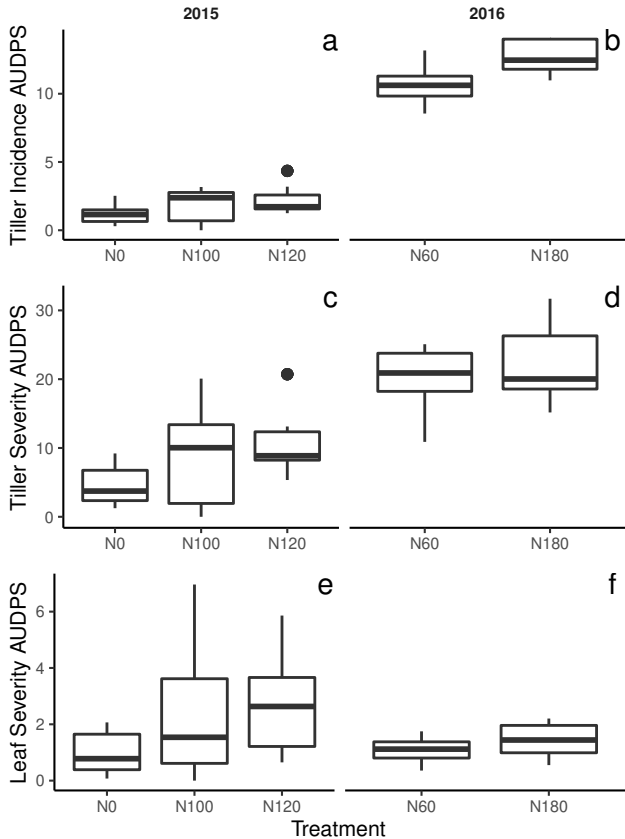 2015 2016
Tiller Incidence AUDPS
a b
10
5
0
N0 N100 N120 N60 N180
Tiller Severity AUDPS
c d
30
20
10
0
N0 N100 N120 N60 N180
Leaf Severity AUDPS
e f
6
4
2
0
N0 N100 N120 N60 N180
Treatment